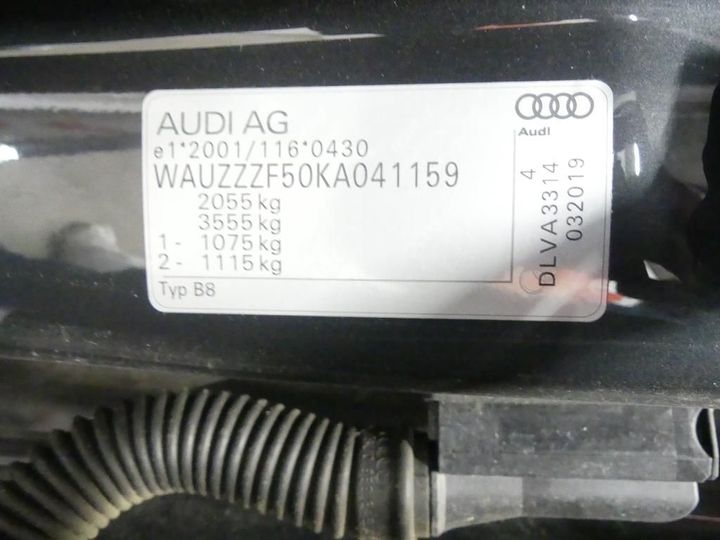 AUDI AG
e1*2001/116*0430
WAUZZZF50KA041159
2055 kg
3555 kg
1- 1075 kg
2- 1115 kg
Typ B8
Audi
4
DLVA3314
032019